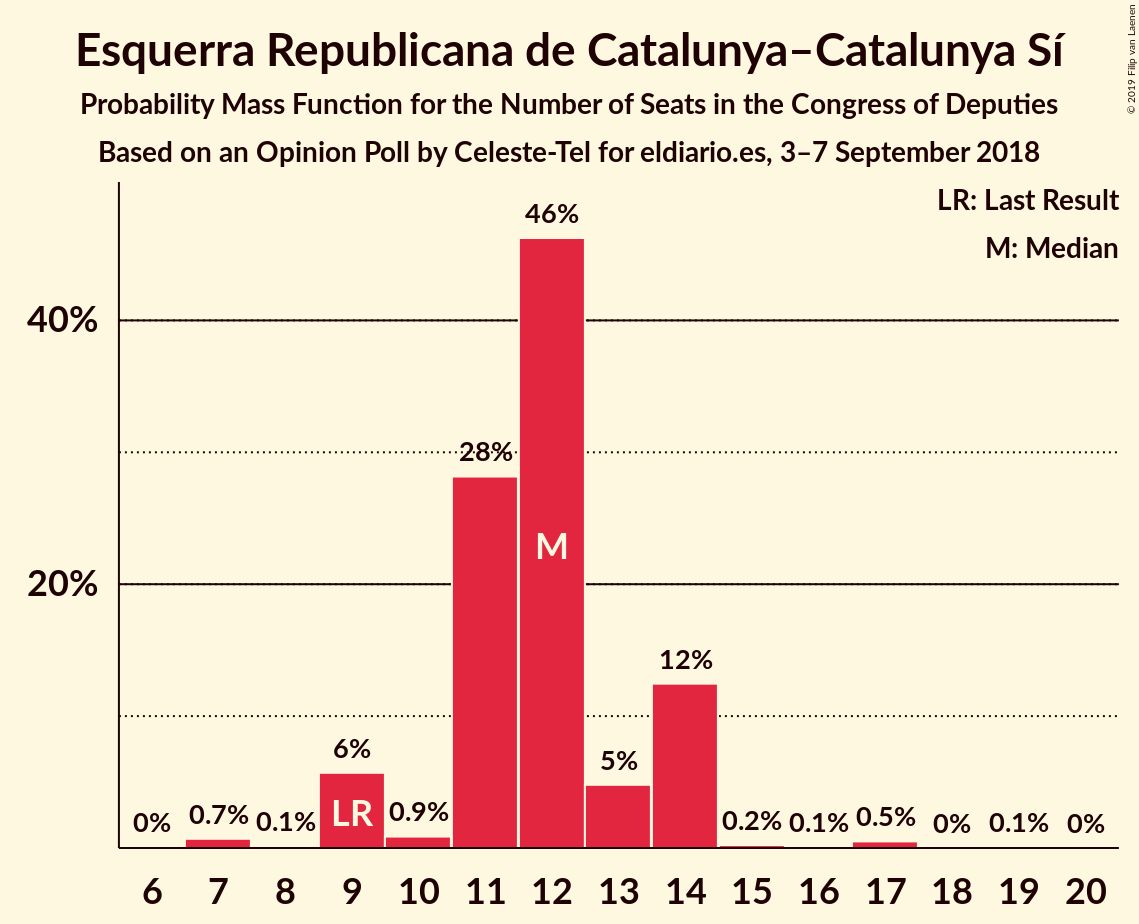 Esquerra Republicana de Catalunya–Catalunya Sí
Probability Mass Function for the Number of Seats in the Congress of Deputies
Based on an Opinion Poll by Celeste-Tel for eldiario.es, 3–7 September 2018
© 2019 Filip van Laenen
LR: Last Result
M: Median
46%
40%
28%
M
20%
12%
6%
5%
LR
0% 0.7% 0.1% 0.9% 0.2% 0.1% 0.5% 0% 0.1% 0%
6 7 8 9 10 11 12 13 14 15 16 17 18 19 20